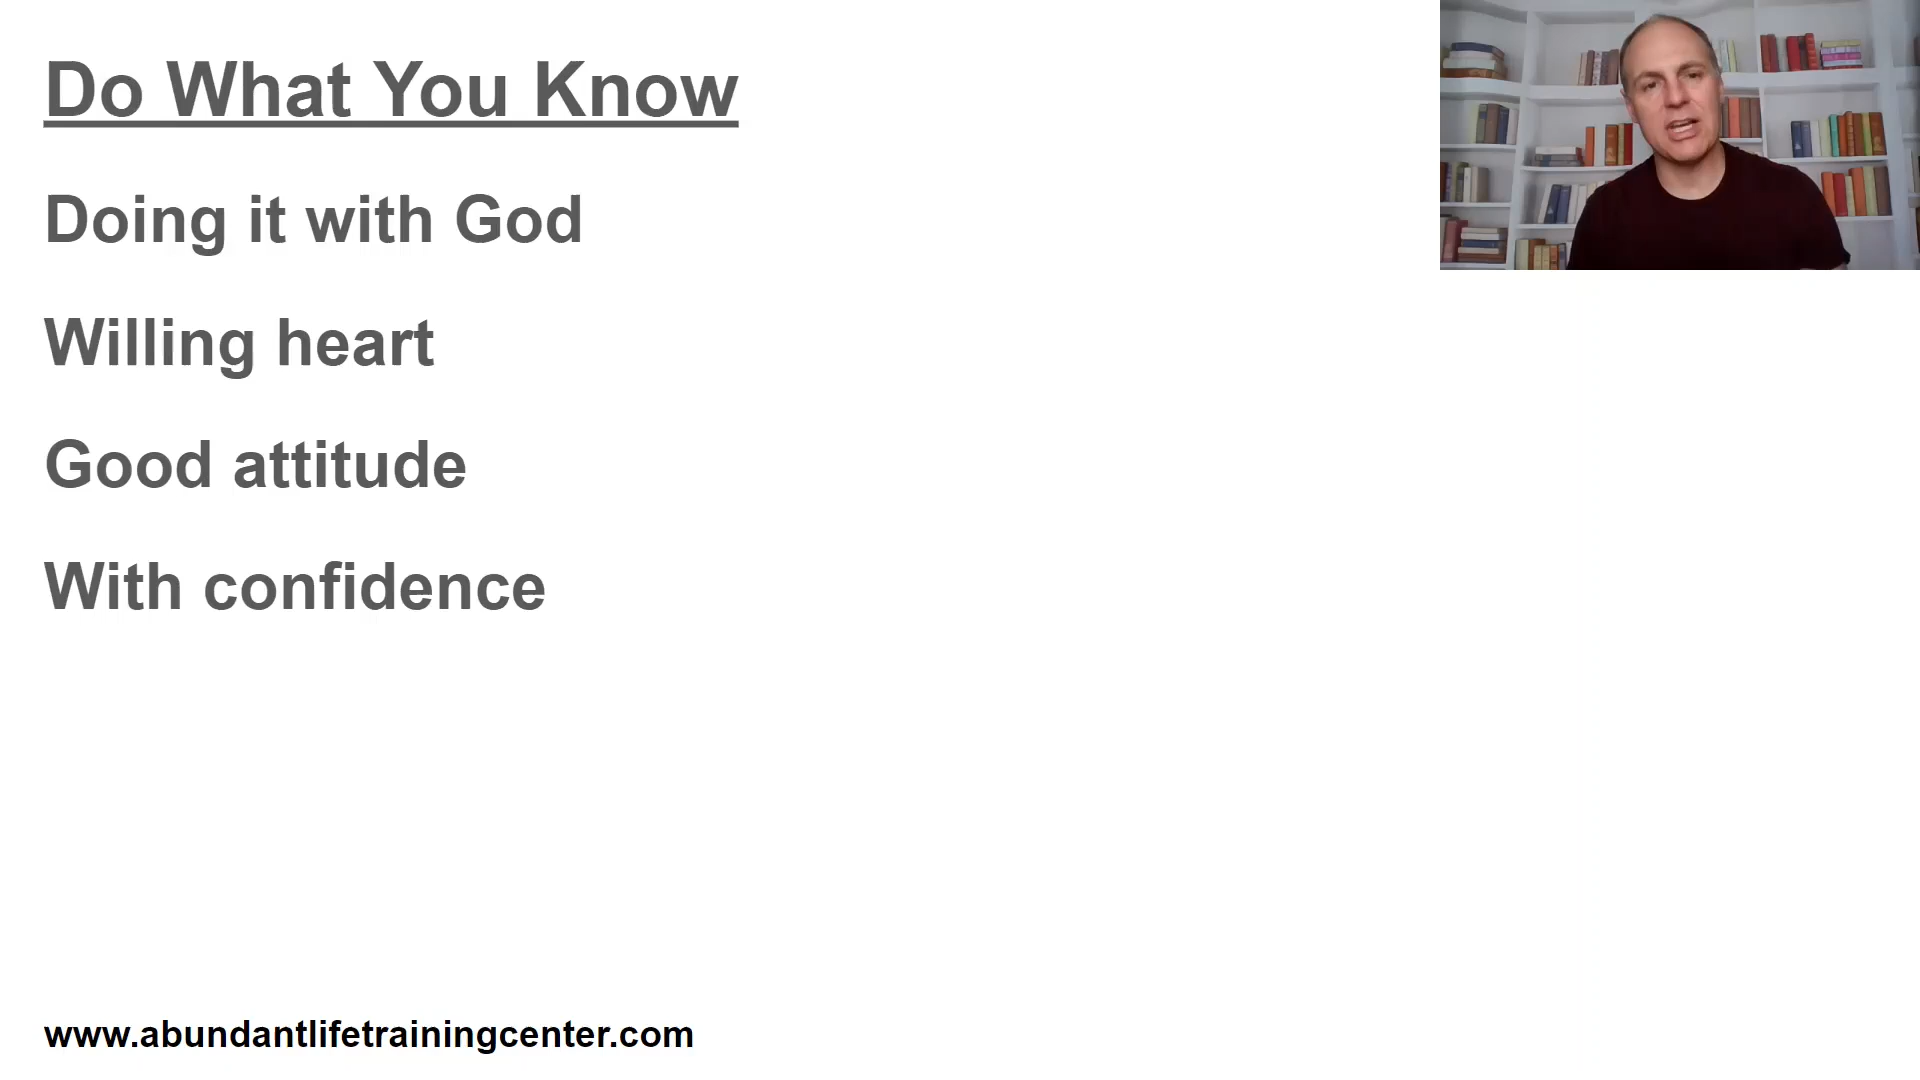 Do What You Know
Doing it with God
Willing heart
Good attitude
With confidence
www.abundantlifetrainingcenter.com